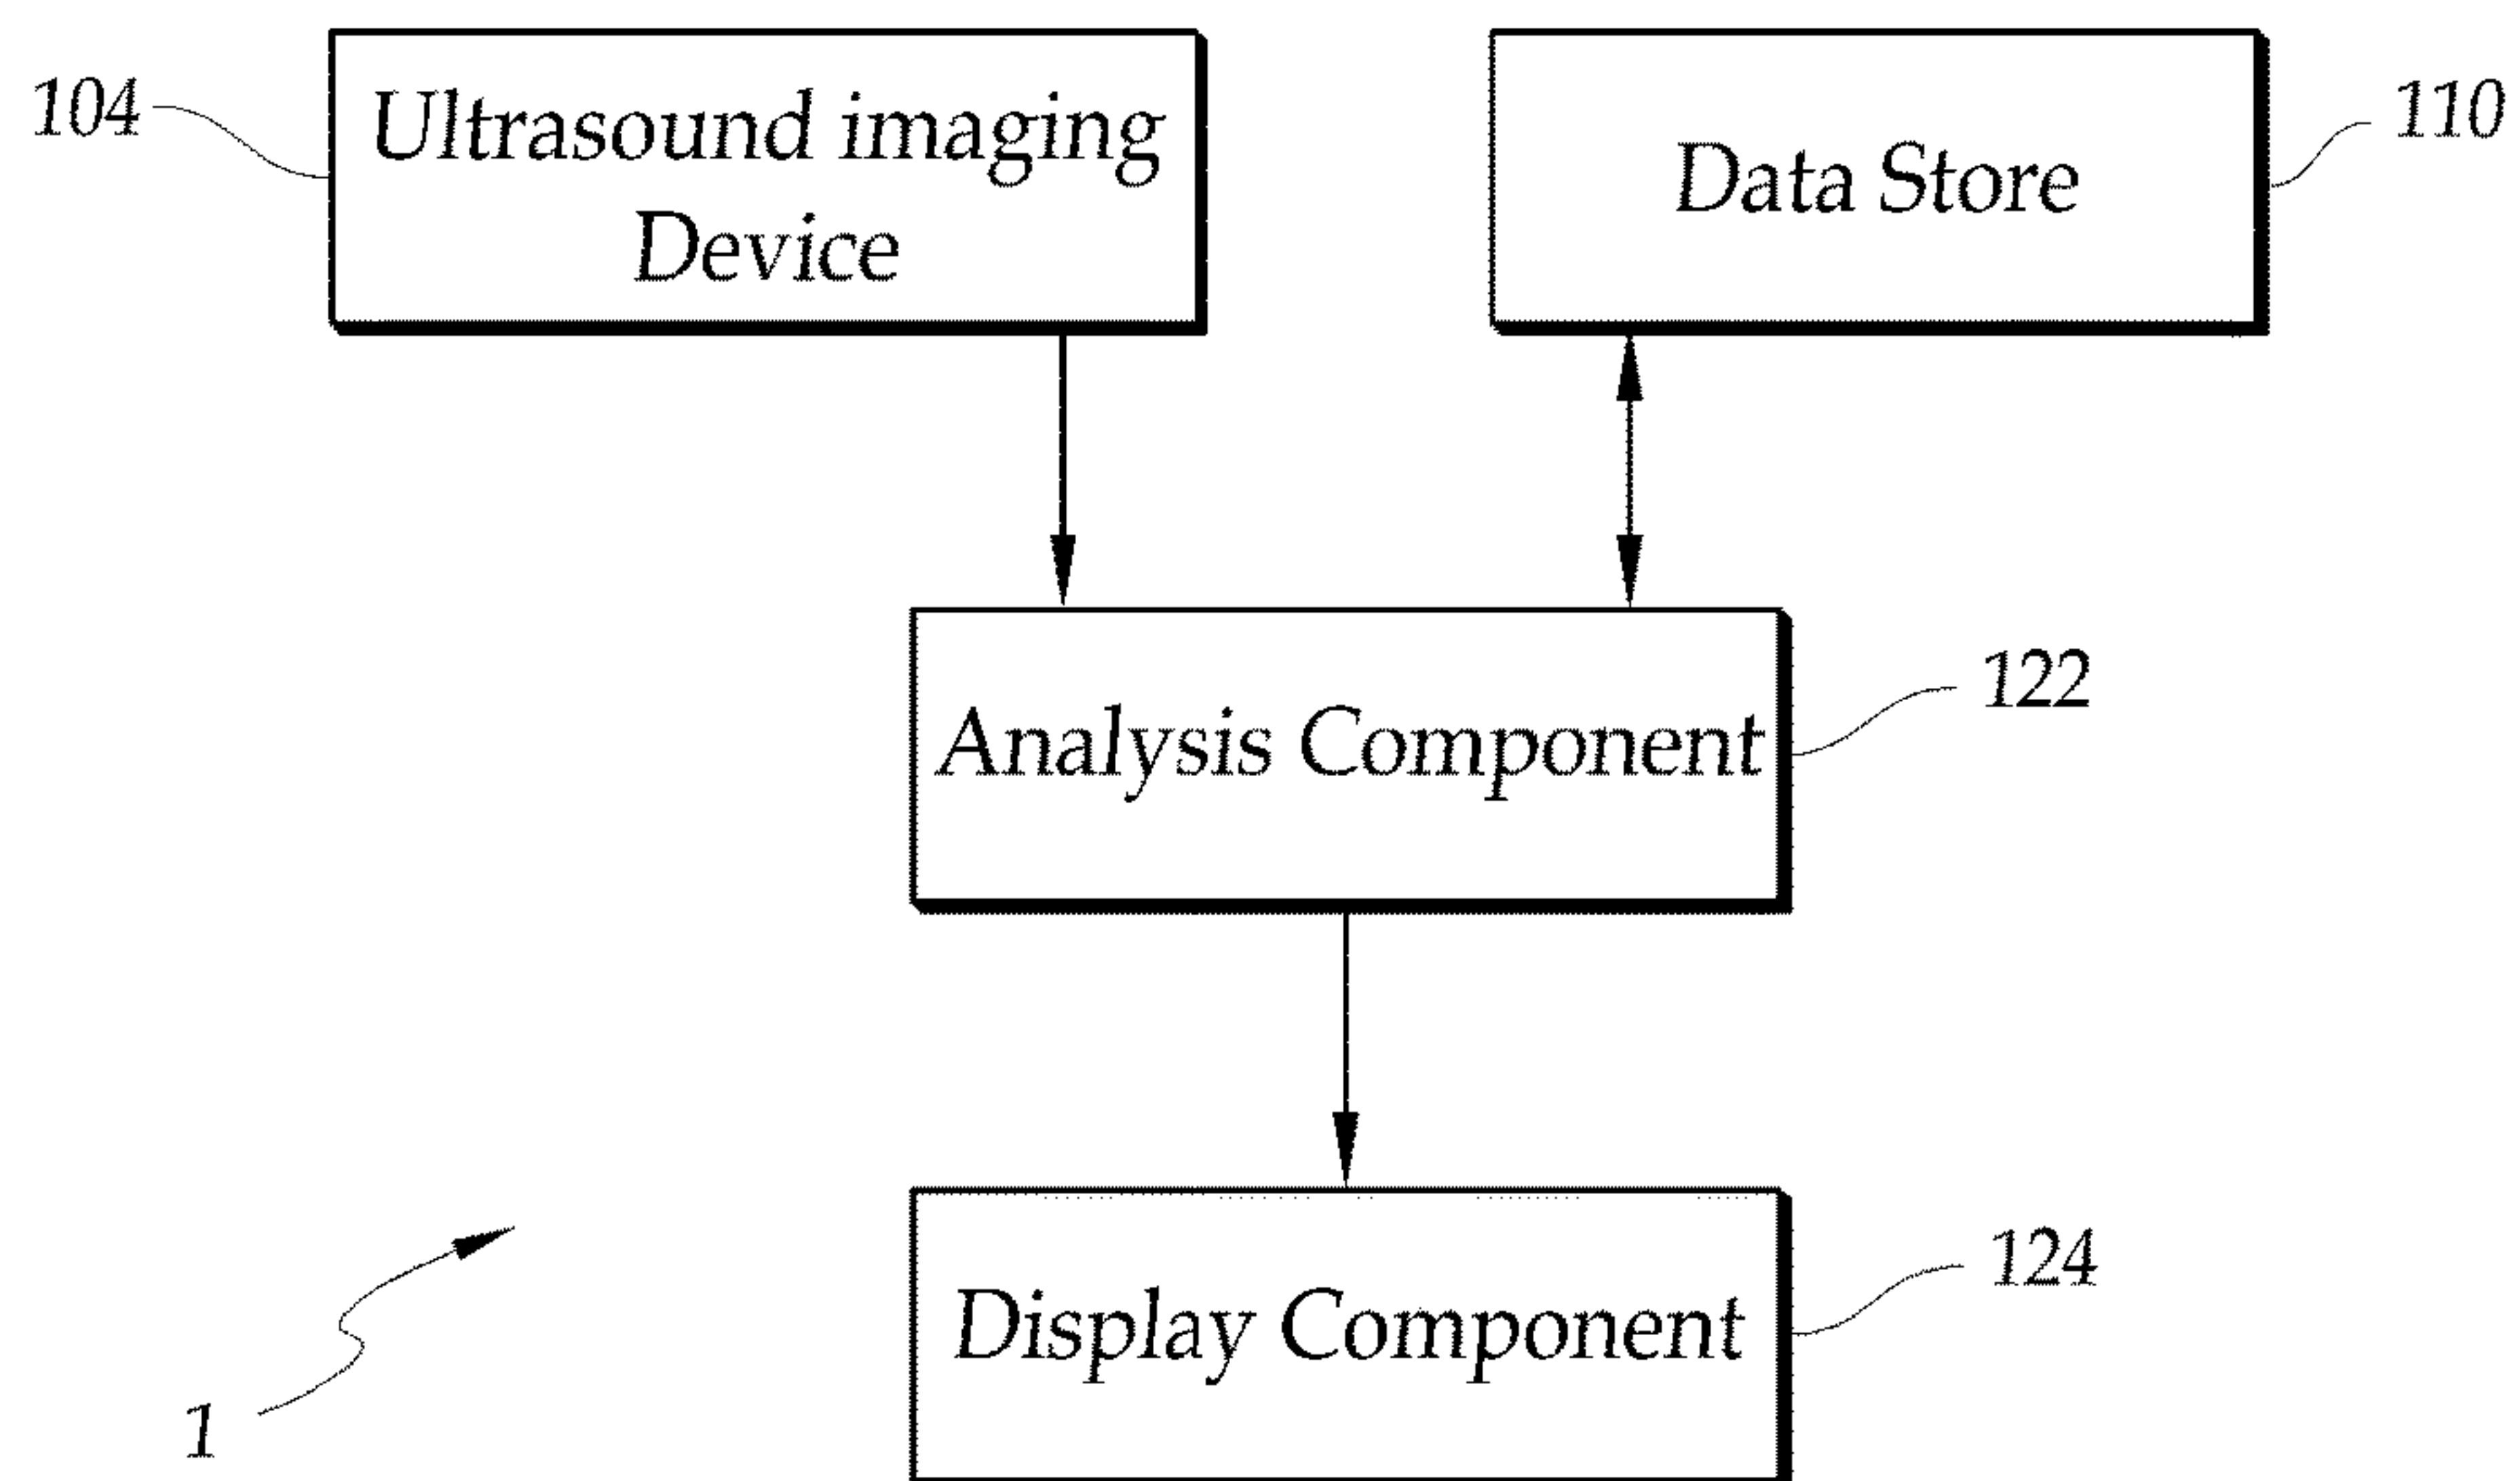 104
Ultrasound imaging
Device
Data Store
110
Analysis Component
122
Display Component
124
1